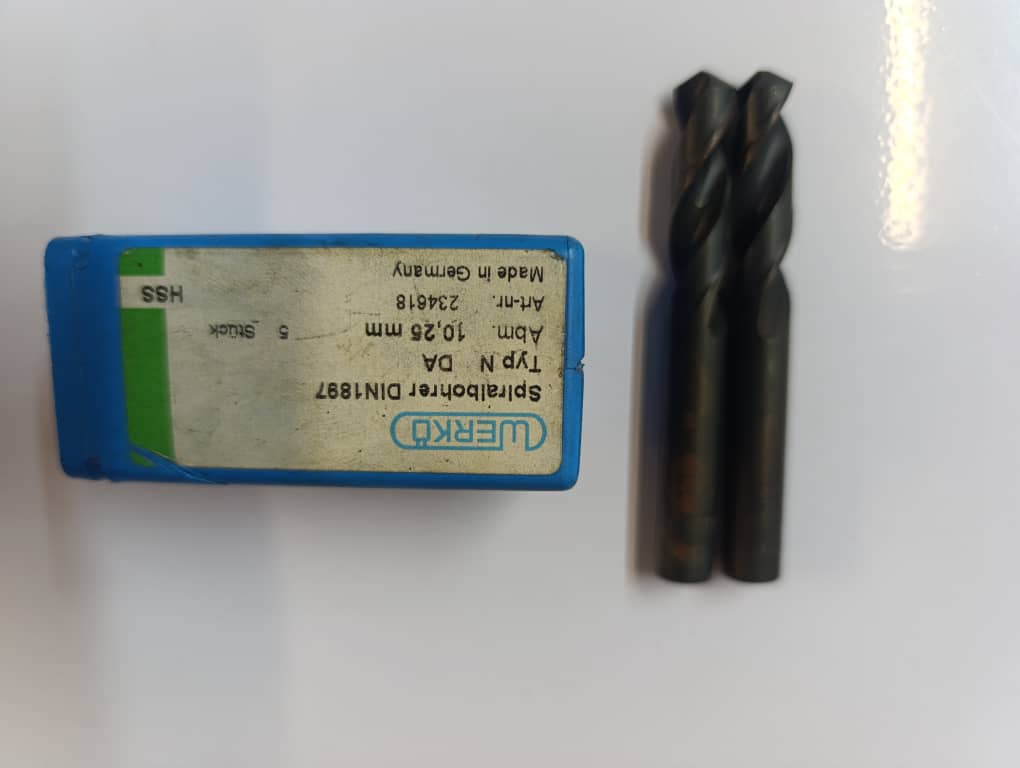 WERKÖ
Spiralbohrer DIN1897
Typ N DA
Abm. 10,25 mm 5 Stück
Art-nr. 234618
Made in Germany
HSS